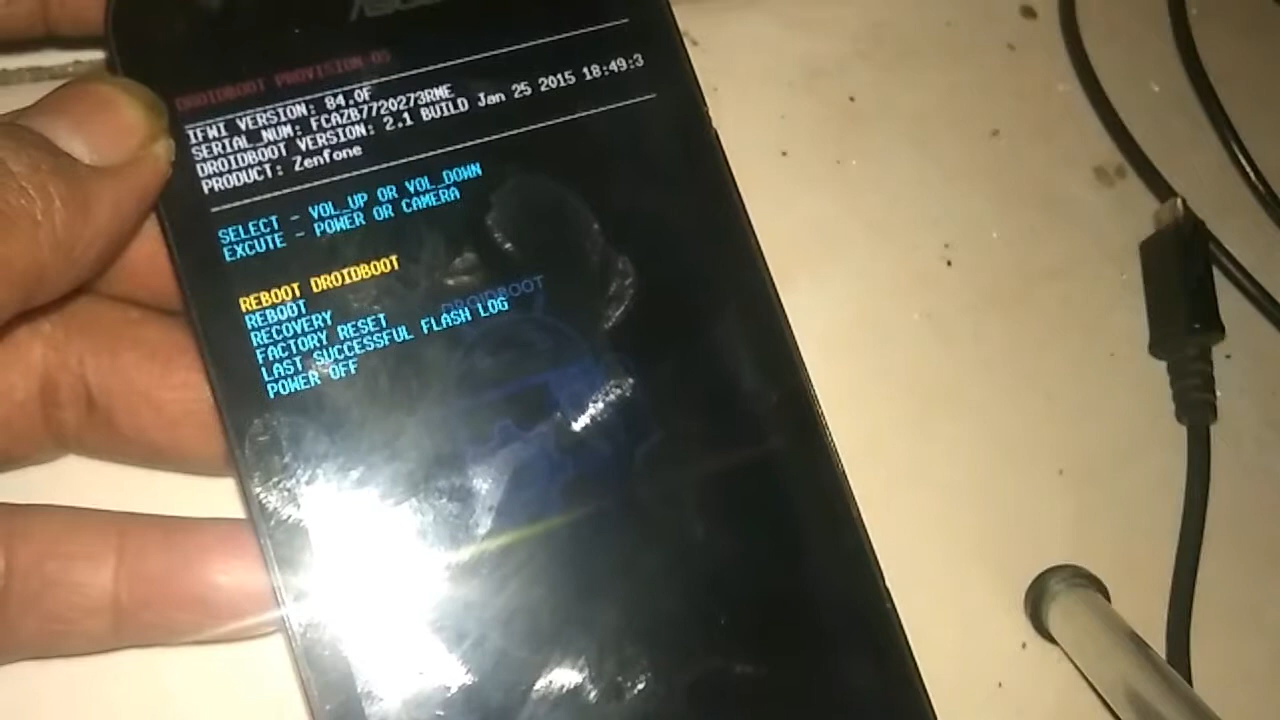 ASUS
DROIDBOOT PROVISION OS
IFWI VERSION: 84.0F
SERIAL_NUM: FCAZB7720273RME
DROIDBOOT VERSION: 2.1 BUILD Jan 25 2015 18:49:3
PRODUCT: Zenfone
SELECT - VOL_UP OR VOL_DOWN
EXCUTE - POWER OR CAMERA
REBOOT DROIDBOOT
REBOOT
RECOVERY
FACTORY RESET
LAST SUCCESSFUL FLASH LOG
POWER OFF
DROIDBOOT